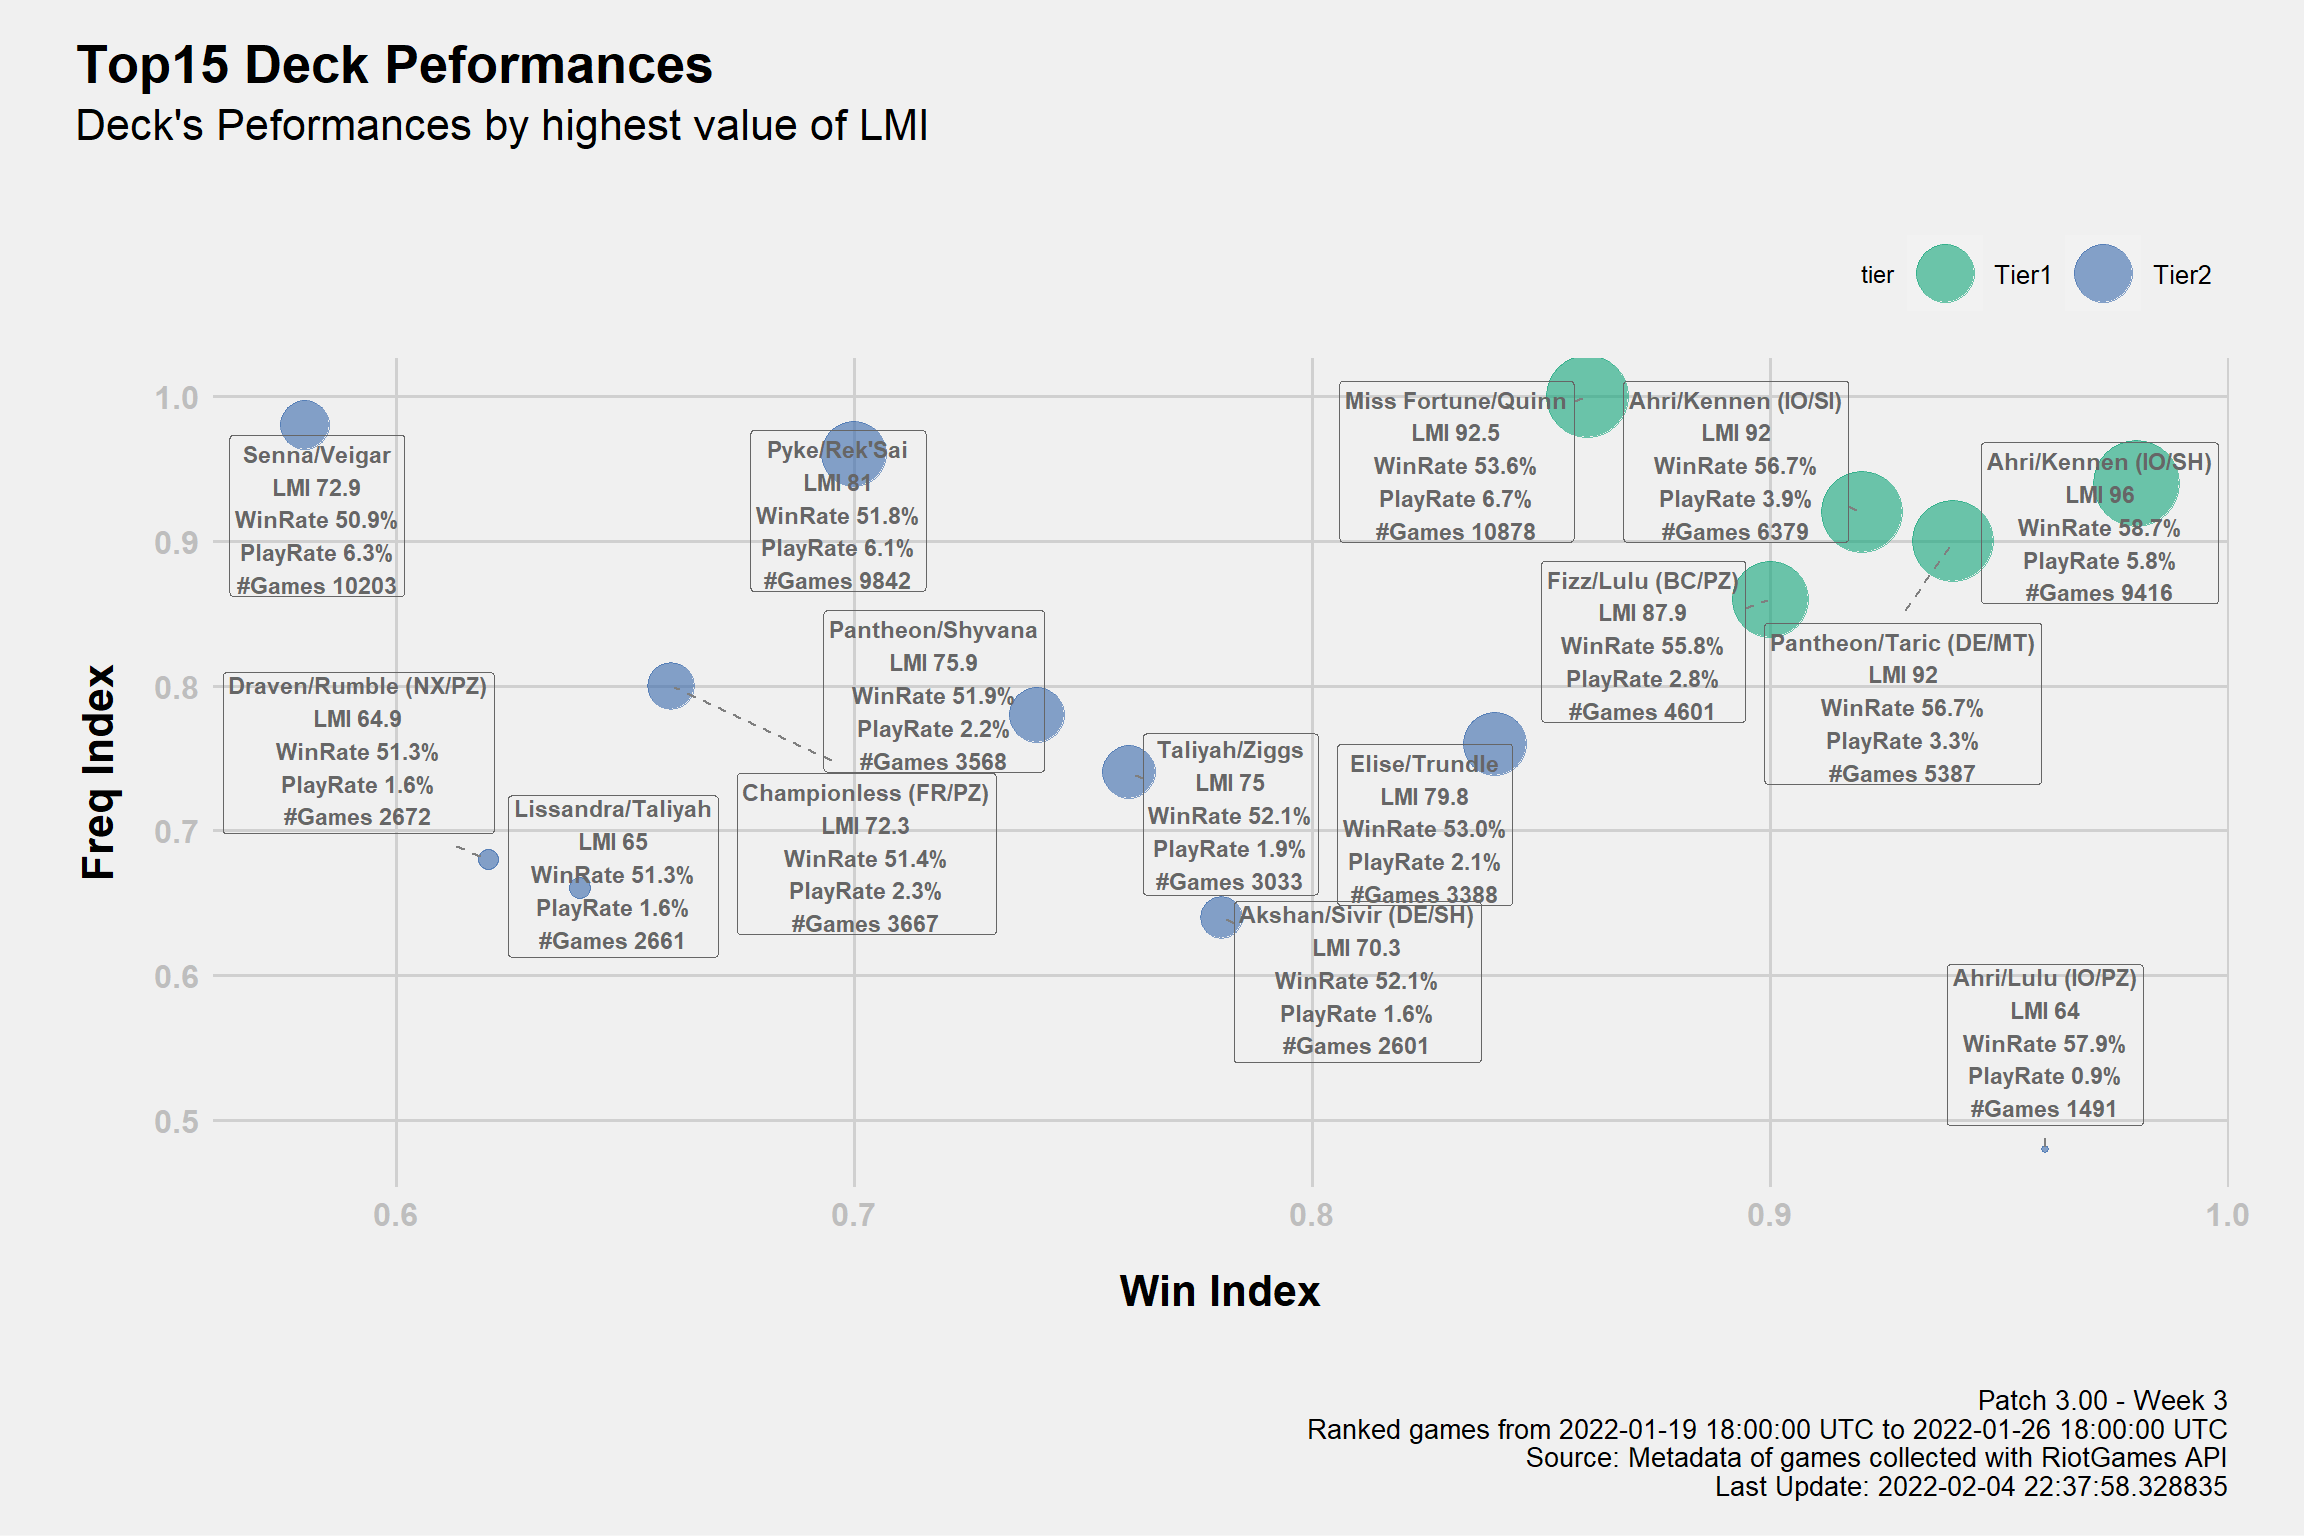 Top15 Deck Peformances
Deck's Peformances by highest value of LMI
tier
Tier1
Tier2
Freq Index
1.0
0.9
0.8
0.7
0.6
0.5
Senna/Veigar
LMI 72.9
WinRate 50.9%
PlayRate 6.3%
#Games 10203
Pyke/Rek'Sai
LMI 81
WinRate 51.8%
PlayRate 6.1%
#Games 9842
Miss Fortune/Quinn
LMI 92.5
WinRate 53.6%
PlayRate 6.7%
#Games 10878
Ahri/Kennen (IO/SI)
LMI 92
WinRate 56.7%
PlayRate 3.9%
#Games 6379
Ahri/Kennen (IO/SH)
LMI 96
WinRate 58.7%
PlayRate 5.8%
#Games 9416
Fizz/Lulu (BC/PZ)
LMI 87.9
WinRate 55.8%
PlayRate 2.8%
#Games 4601
Pantheon/Taric (DE/MT)
LMI 92
WinRate 56.7%
PlayRate 3.3%
#Games 5387
Pantheon/Shyvana
LMI 75.9
WinRate 51.9%
PlayRate 2.2%
#Games 3568
Draven/Rumble (NX/PZ)
LMI 64.9
WinRate 51.3%
PlayRate 1.6%
#Games 2672
Lissandra/Taliyah
LMI 65
WinRate 51.3%
PlayRate 1.6%
#Games 2661
Championless (FR/PZ)
LMI 72.3
WinRate 51.4%
PlayRate 2.3%
#Games 3667
Taliyah/Ziggs
LMI 75
WinRate 52.1%
PlayRate 1.9%
#Games 3033
Elise/Trundle
LMI 79.8
WinRate 53.0%
PlayRate 2.1%
#Games 3388
Akshan/Sivir (DE/SH)
LMI 70.3
WinRate 52.1%
PlayRate 1.6%
#Games 2601
Ahri/Lulu (IO/PZ)
LMI 64
WinRate 57.9%
PlayRate 0.9%
#Games 1491
0.6
0.7
0.8
0.9
1.0
Win Index
Patch 3.00 - Week 3
Ranked games from 2022-01-19 18:00:00 UTC to 2022-01-26 18:00:00 UTC
Source: Metadata of games collected with RiotGames API
Last Update: 2022-02-04 22:37:58.328835